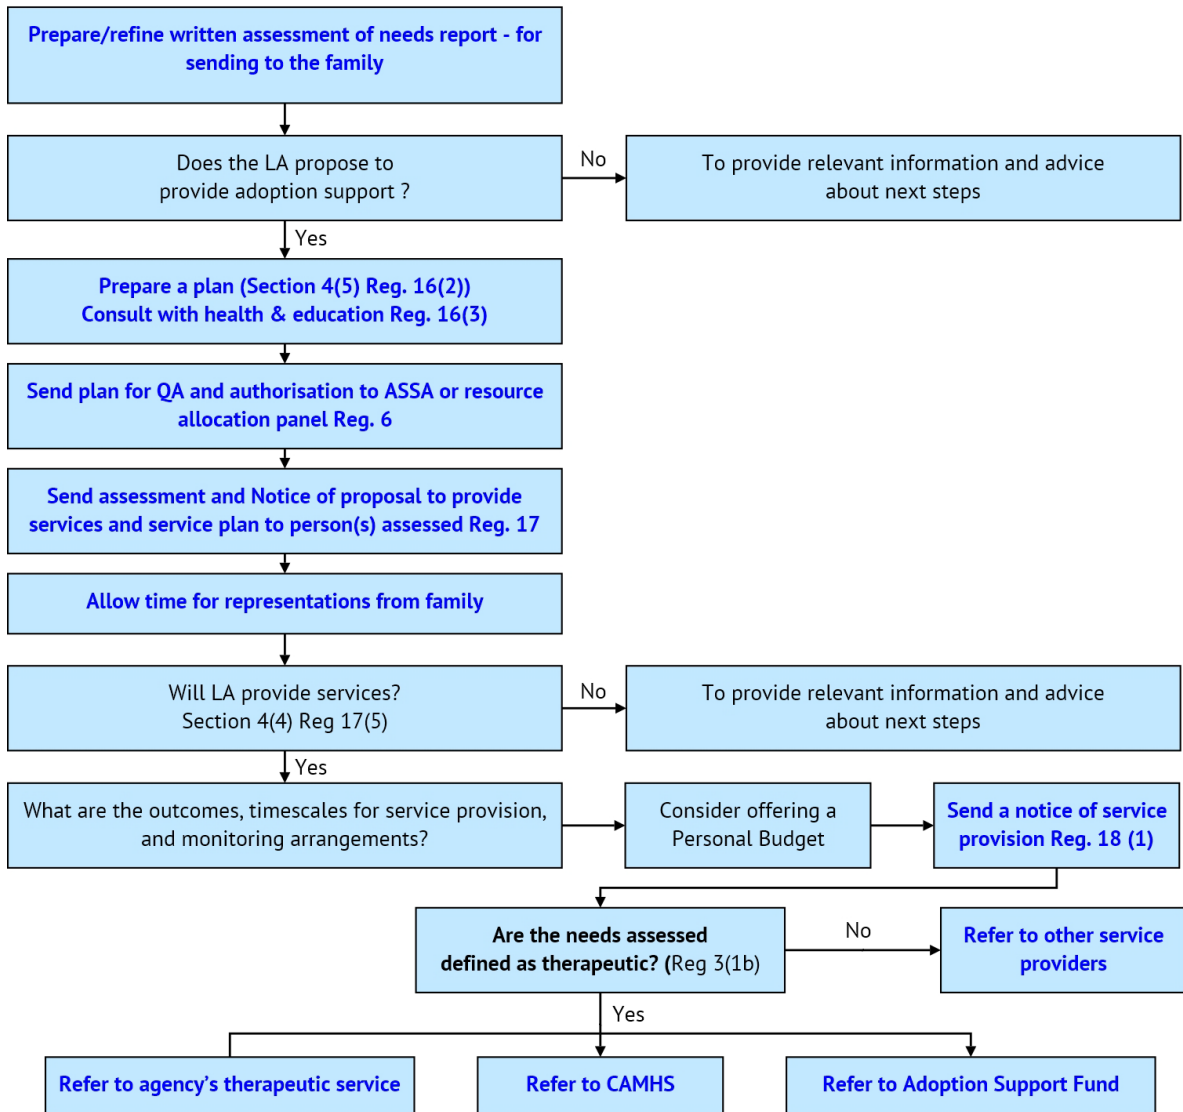 Prepare/refine written assessment of needs report - for
sending to the family
Does the LA propose to
provide adoption support ?
No
To provide relevant information and advice
about next steps
Yes
Prepare a plan (Section 4(5) Reg. 16(2))
Consult with health & education Reg. 16(3)
Send plan for QA and authorisation to ASSA or resource
allocation panel Reg. 6
Send assessment and Notice of proposal to provide
services and service plan to person(s) assessed Reg. 17
Allow time for representations from family
Will LA provide services?
Section 4(4) Reg 17(5)
No
To provide relevant information and advice
about next steps
Yes
What are the outcomes, timescales for service provision,
and monitoring arrangements?
Consider offering a
Personal Budget
Send a notice of service
provision Reg. 18 (1)
Are the needs assessed
defined as therapeutic? (Reg 3(1b)
No
Refer to other service
providers
Yes
Refer to agency’s therapeutic service
Refer to CAMHS
Refer to Adoption Support Fund